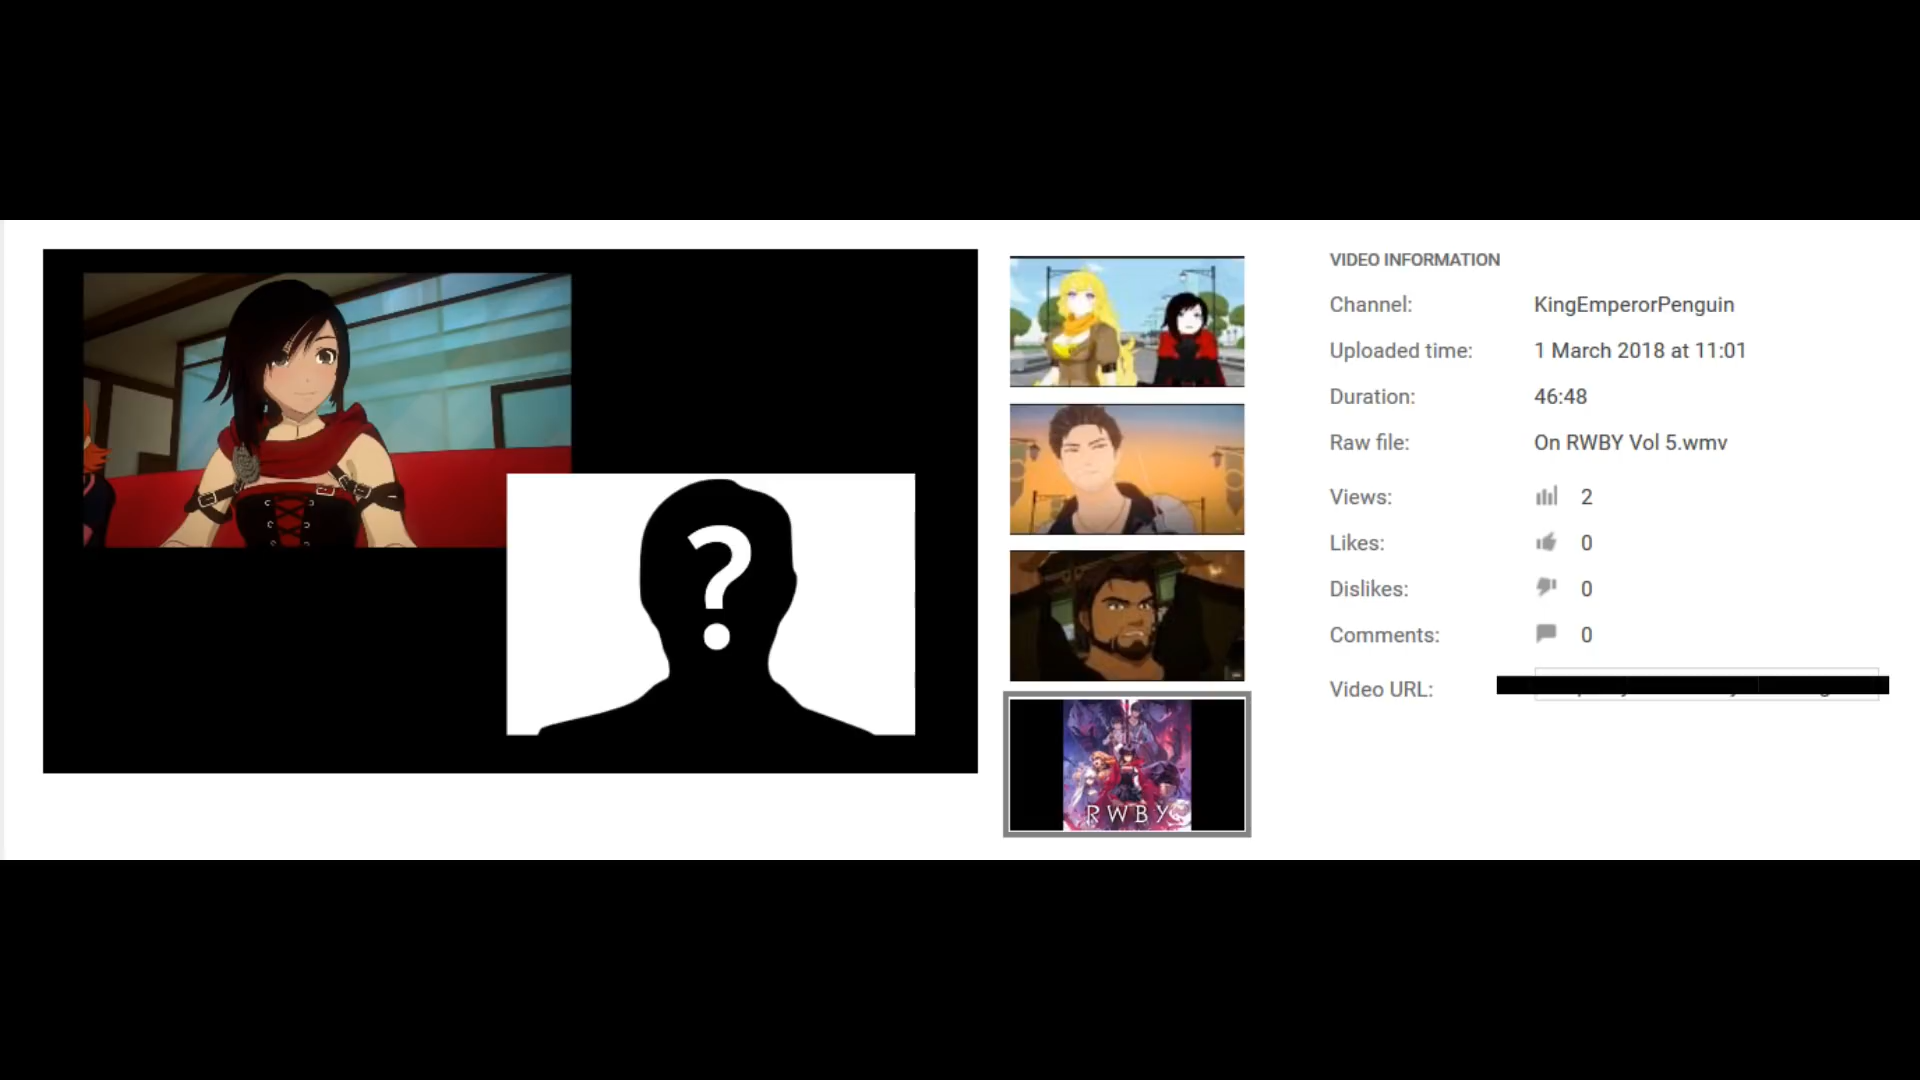 ?
RWBY
VIDEO INFORMATION
Channel: KingEmperorPenguin
Uploaded time: 1 March 2018 at 11:01
Duration: 46:48
Raw file: On RWBY Vol 5.wmv
Views: 2
Likes: 0
Dislikes: 0
Comments: 0
Video URL: